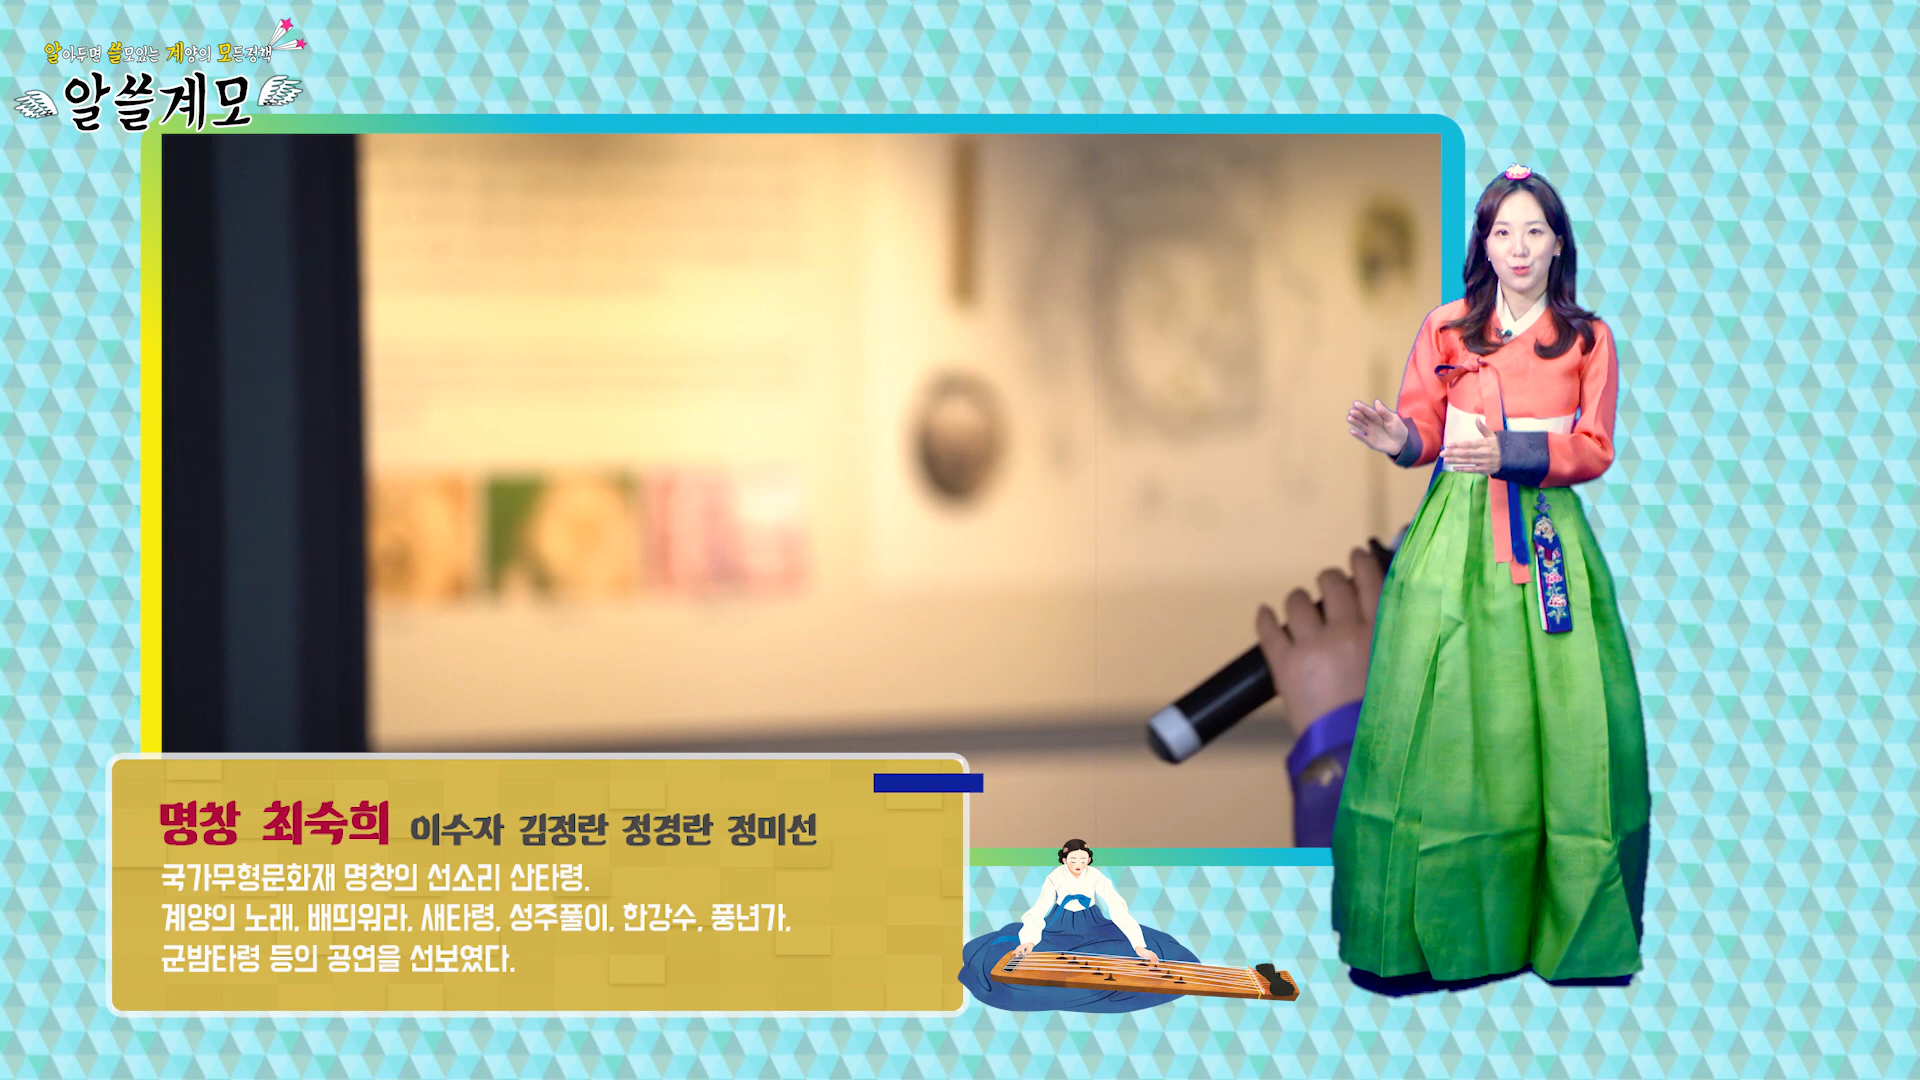 알아두면 쓸모있는 계양의 모든정책
알쓸계모
명창 최숙희 이수자 김정란 정경란 정미선
국가무형문화재 명창의 선소리 산타령.
계양의 노래, 배띄워라, 새타령, 성주풀이, 한강수, 풍년가,
군밤타령 등의 공연을 선보였다.